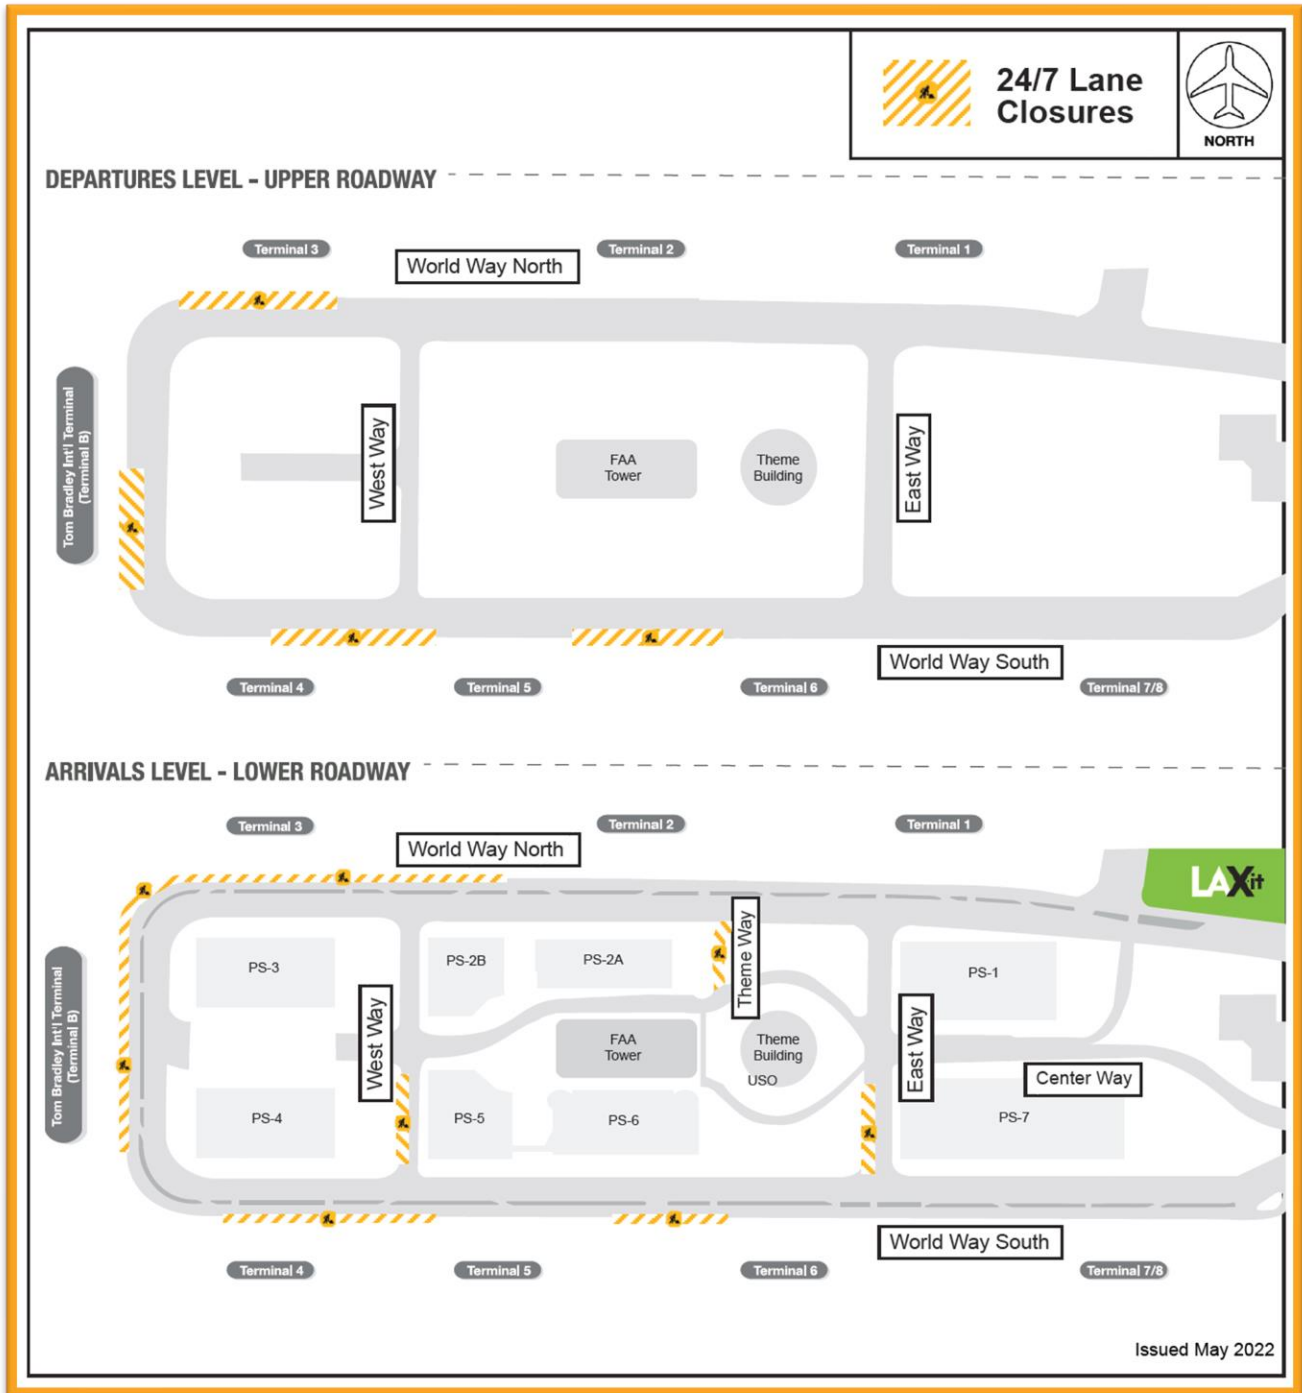 24/7 Lane
Closures
NORTH
DEPARTURES LEVEL - UPPER ROADWAY
Terminal 3
World Way North
Terminal 2
Terminal 1
Tom Bradley Int'l Terminal
(Terminal B)
West Way
FAA
Tower
Theme
Building
East Way
World Way South
Terminal 4
Terminal 5
Terminal 6
Terminal 7/8
ARRIVALS LEVEL - LOWER ROADWAY
Terminal 3
World Way North
Terminal 2
Terminal 1
LAXit
Tom Bradley Int'l Terminal
(Terminal B)
PS-3
PS-2B
PS-2A
Theme Way
PS-1
West Way
FAA
Tower
Theme
Building
USO
East Way
Center Way
PS-4
PS-5
PS-6
PS-7
World Way South
Terminal 4
Terminal 5
Terminal 6
Terminal 7/8
Issued May 2022